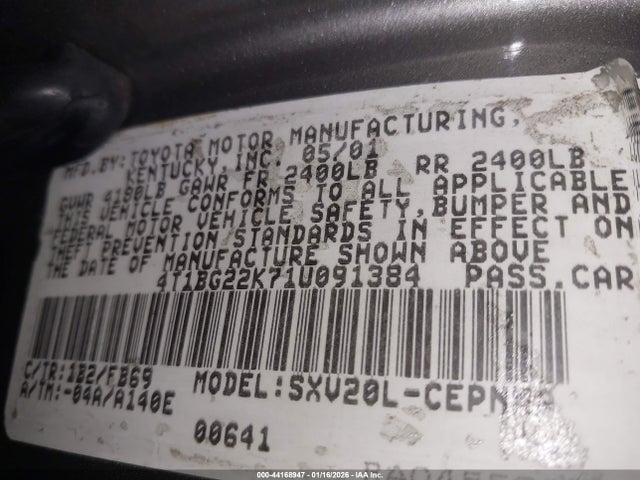 MFD.BY:TOYOTA MOTOR MANUFACTURING,
KENTUCKY, INC. 05/01
GVWR 4180LB GAWR FR 2400LB RR 2400LB
THE VEHICLE CONFORMS TO ALL APPLICABLE
FEDERAL MOTOR VEHICLE SAFETY,BUMPER AND
THEFT PREVENTION STANDARDS IN EFFECT ON
THE DATE OF MANUFACTURE SHOWN ABOVE
4T1BG22K71U091384 PASS.CAR
C/TR:1B2/FB69
A/TM:-04A/A140E
MODEL:SXV20L-CEPN
00641
000-44168947 - 01/16/2026 - IAA Inc.